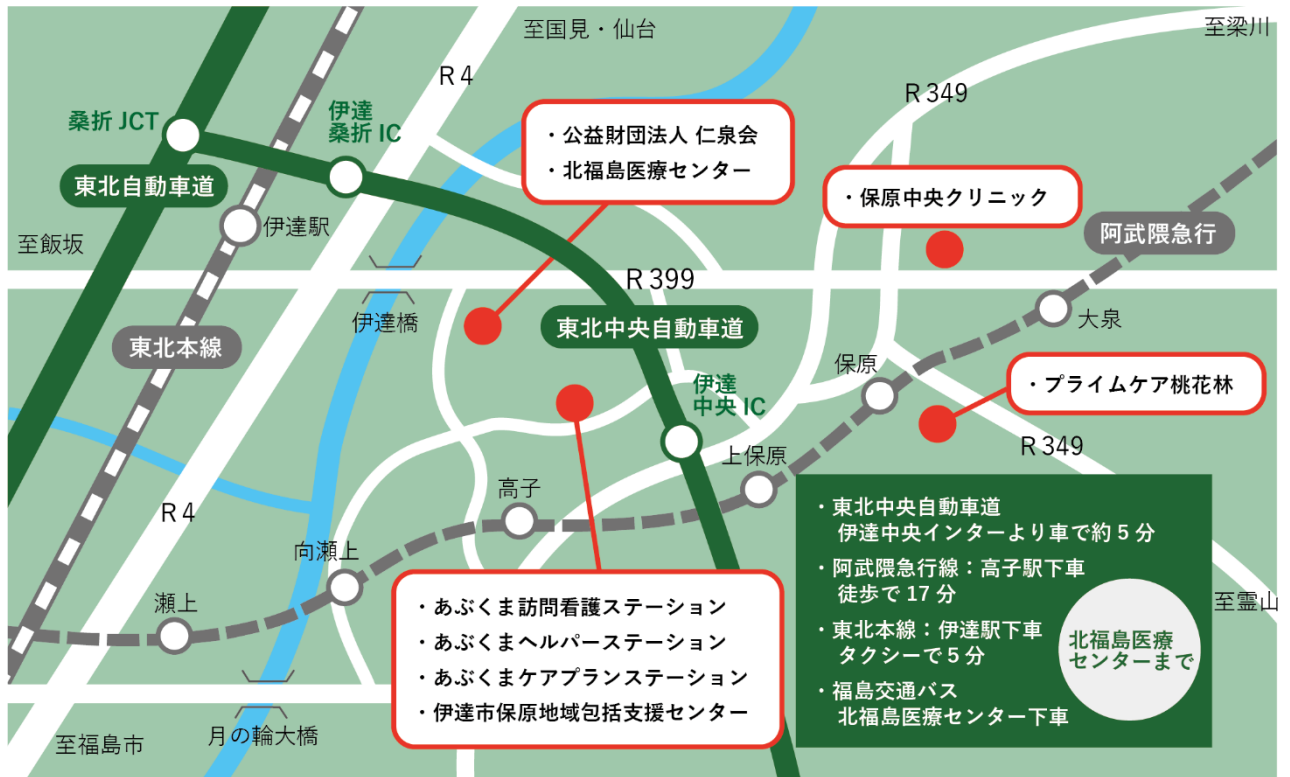 至国見・仙台
至梁川
R 4
R 349
桑折 JCT
伊達
桑折 IC
・公益財団法人 仁泉会
・北福島医療センター
東北自動車道
・保原中央クリニック
伊達駅
至飯坂
阿武隈急行
R 399
伊達橋
東北中央自動車道
大泉
東北本線
保原
・プライムケア桃花林
伊達
中央 IC
R 349
上保原
高子
R 4
向瀬上
瀬上
・東北中央自動車道
伊達中央インターより車で約 5 分
・阿武隈急行線：高子駅下車
徒歩で 17 分
・東北本線：伊達駅下車
タクシーで 5 分
・福島交通バス
北福島医療センター下車
北福島医療
センターまで
至霊山
・あぶくま訪問看護ステーション
・あぶくまヘルパーステーション
・あぶくまケアプランステーション
・伊達市保原地域包括支援センター
月の輪大橋
至福島市